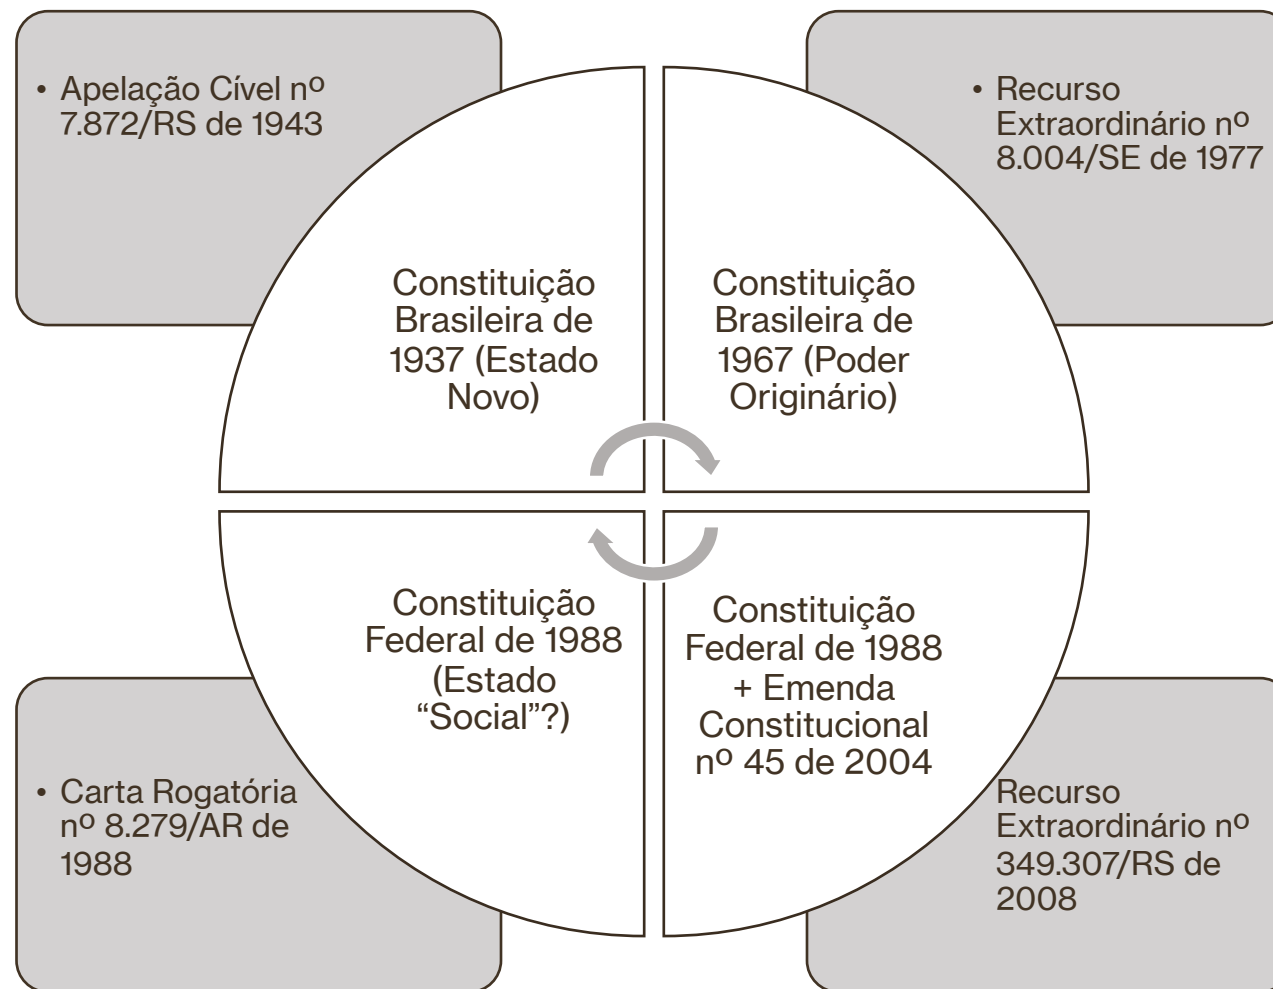 • Apelação Cível nº
7.872/RS de 1943
• Recurso
Extraordinário nº
8.004/SE de 1977
Constituição
Brasileira de
1937 (Estado
Novo)
Constituição
Brasileira de
1967 (Poder
Originário)
Constituição
Federal de 1988
(Estado
“Social”?)
Constituição
Federal de 1988
+ Emenda
Constitucional
nº 45 de 2004
• Carta Rogatória
nº 8.279/AR de
1988
Recurso
Extraordinário nº
349.307/RS de
2008